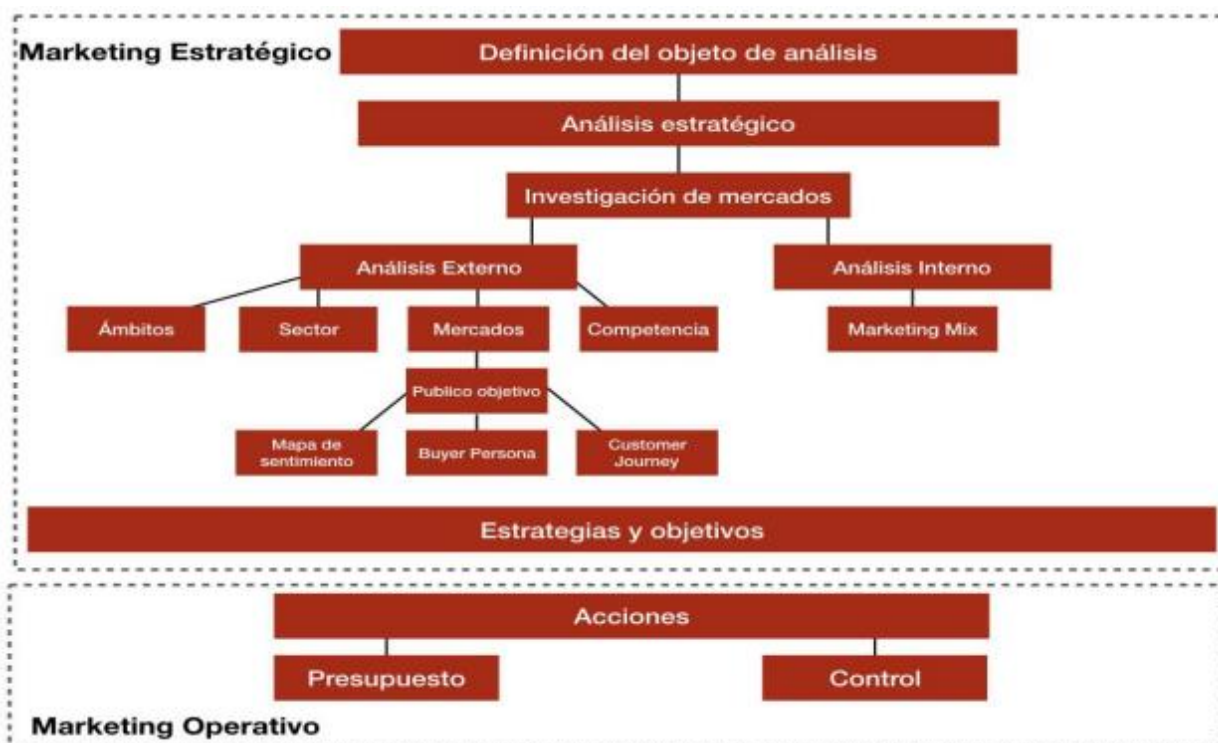 Marketing Estratégico
Definición del objeto de análisis
Análisis estratégico
Investigación de mercados
Análisis Externo
Análisis Interno
Ámbitos
Sector
Mercados
Competencia
Marketing Mix
Publico objetivo
Mapa de
sentimiento
Buyer Persona
Customer
Journey
Estrategias y objetivos
Acciones
Presupuesto
Control
Marketing Operativo